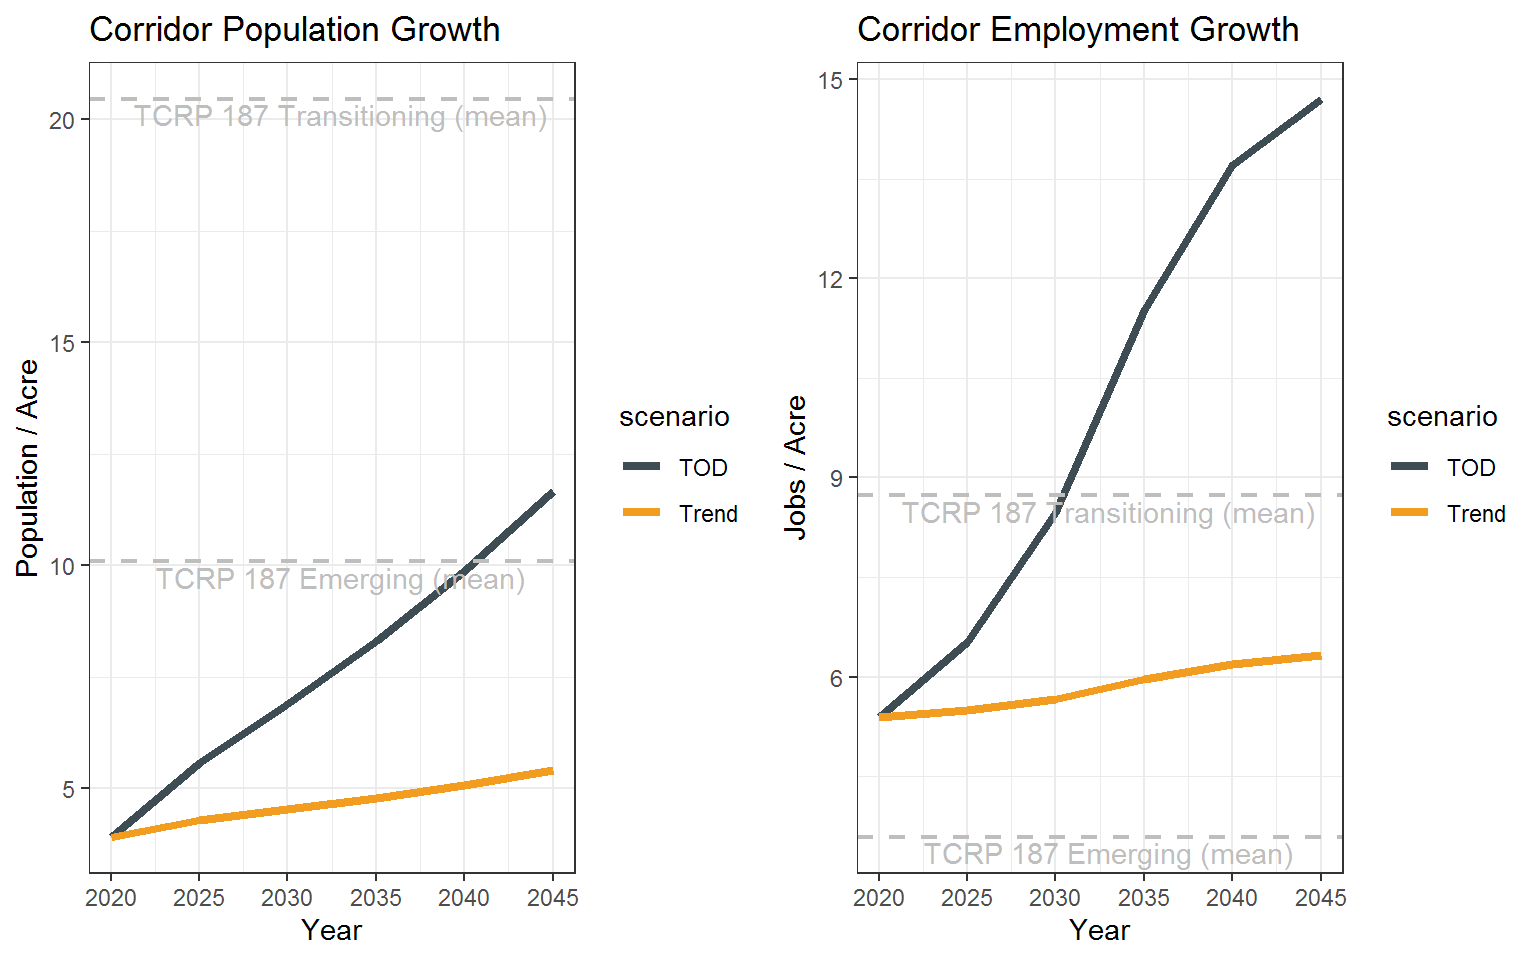 Corridor Population Growth
Population / Acre
20
15
10
5
TCRP 187 Transitioning (mean)
TCRP 187 Emerging (mean)
2020 2025 2030 2035 2040 2045
Year
scenario
TOD
Trend
Corridor Employment Growth
Jobs / Acre
15
12
9
6
TCRP 187 Transitioning (mean)
TCRP 187 Emerging (mean)
2020 2025 2030 2035 2040 2045
Year
scenario
TOD
Trend